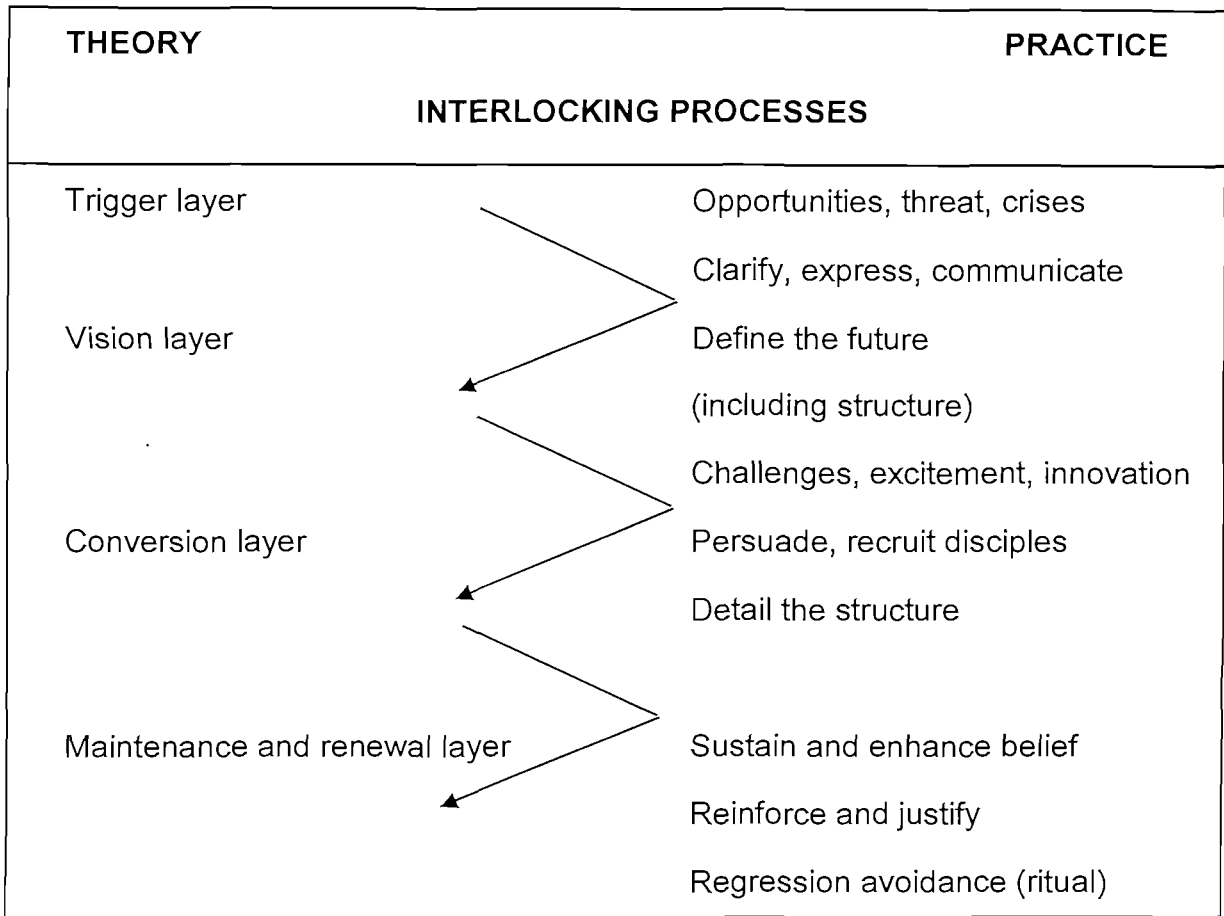 THEORY PRACTICE
INTERLOCKING PROCESSES
Trigger layer Opportunities, threat, crises
Clarify, express, communicate
Vision layer Define the future
(including structure)
Challenges, excitement, innovation
Conversion layer Persuade, recruit disciples
Detail the structure
Maintenance and renewal layer Sustain and enhance belief
Reinforce and justify
Regression avoidance (ritual)